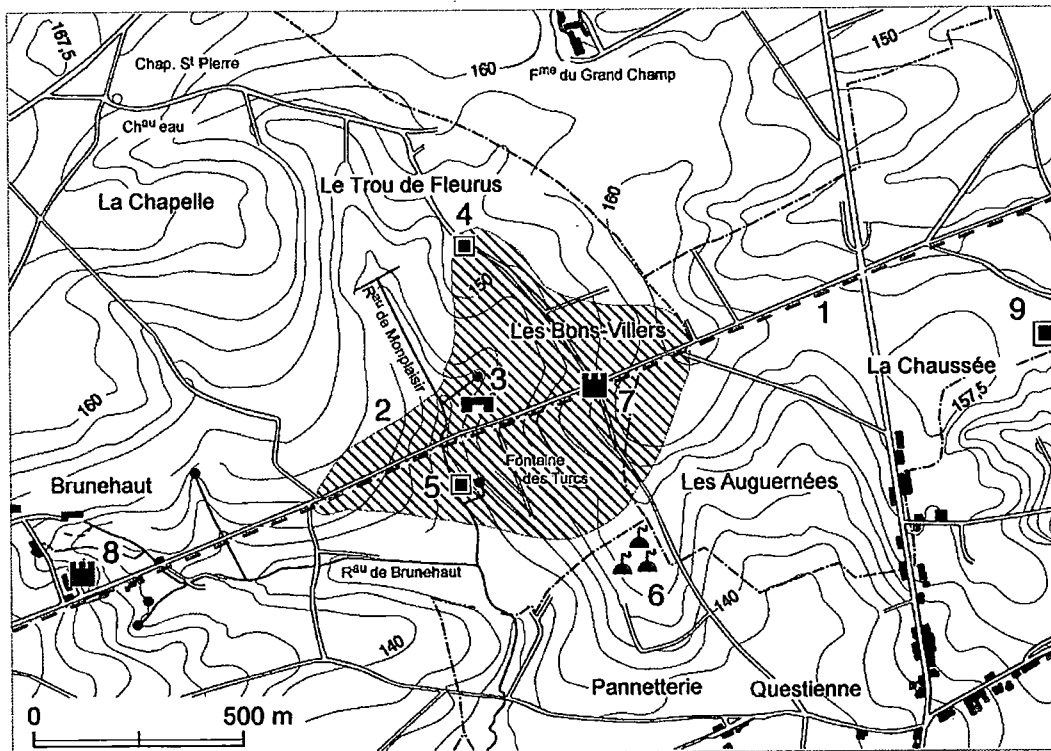 167,5
Chap. St Pierre
160
Fme du Grand Champ
150
Chau eau
La Chapelle
Le Trou de Fleurus
4
160
150
Rau de Monplaisir
Les Bons-Villers
1
9
La Chaussée
157,5
3
7
2
160
Fontaine
des Turcs
5
Brunehaut
Les Auguernées
8
Rau de Brunehaut
6
140
140
Pannetterie
Questienne
0
500 m